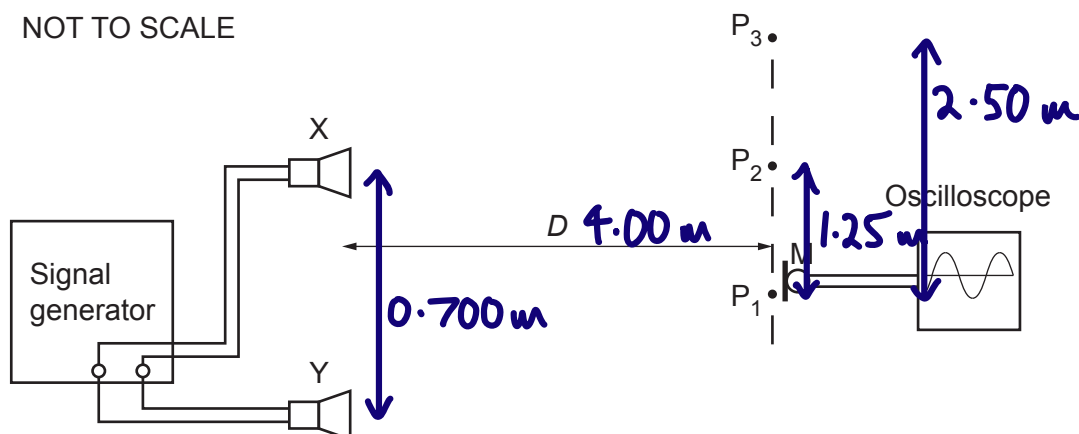 NOT TO SCALE
P3
2.50 m
X
P2
Oscilloscope
D 4.00 m
1.25 m
M
Signal
generator
P1
0.700 m
Y